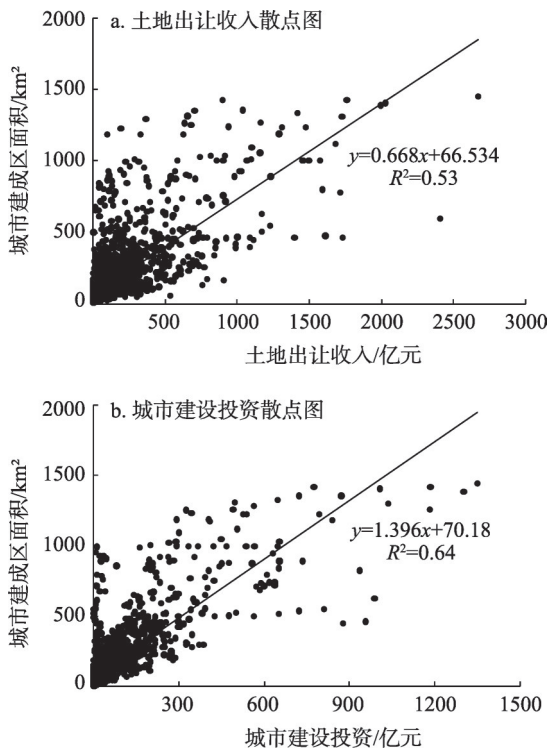 a. 土地出让收入散点图
2000
1500
1000
500
0
城市建成区面积/km²
y=0.668x+66.534
R²=0.53
500 1000 1500 2000 2500 3000
土地出让收入/亿元
b. 城市建设投资散点图
2000
1500
1000
500
0
城市建成区面积/km²
y=1.396x+70.18
R²=0.64
300 600 900 1200 1500
城市建设投资/亿元